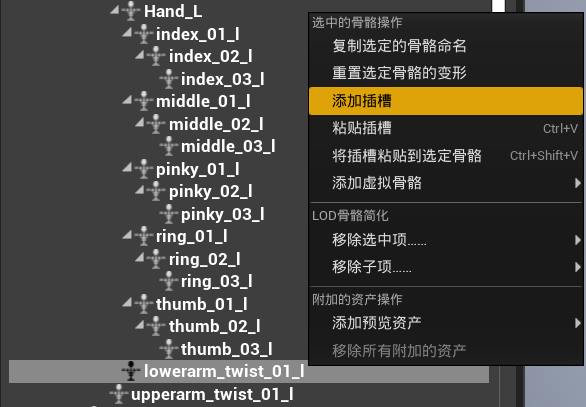 Hand_L
index_01_l
index_02_l
index_03_l
middle_01_l
middle_02_l
middle_03_l
pinky_01_l
pinky_02_l
pinky_03_l
ring_01_l
ring_02_l
ring_03_l
thumb_01_l
thumb_02_l
thumb_03_l
lowerarm_twist_01_l
upperarm_twist_01_l
选中的骨骼操作
复制选定的骨骼命名
重置选定骨骼的变形
添加插槽
粘贴插槽 Ctrl+V
将插槽粘贴到选定骨骼 Ctrl+Shift+V
添加虚拟骨骼
LOD骨骼简化
移除选中项……
移除子项……
附加的资产操作
添加预览资产
移除所有附加的资产